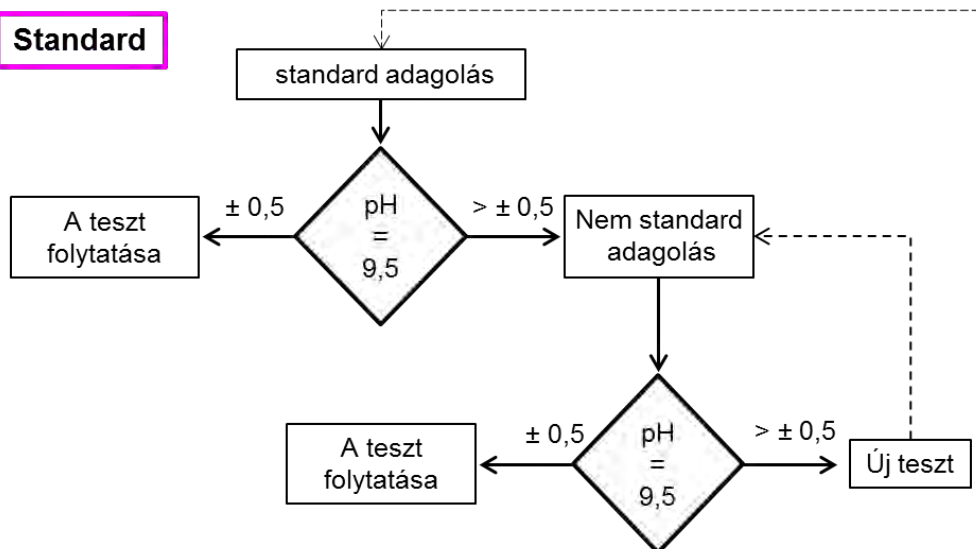 Standard
standard adagolás
± 0,5
pH
=
9,5
> ± 0,5
A teszt
folytatása
Nem standard
adagolás
± 0,5
pH
=
9,5
> ± 0,5
A teszt
folytatása
Új teszt